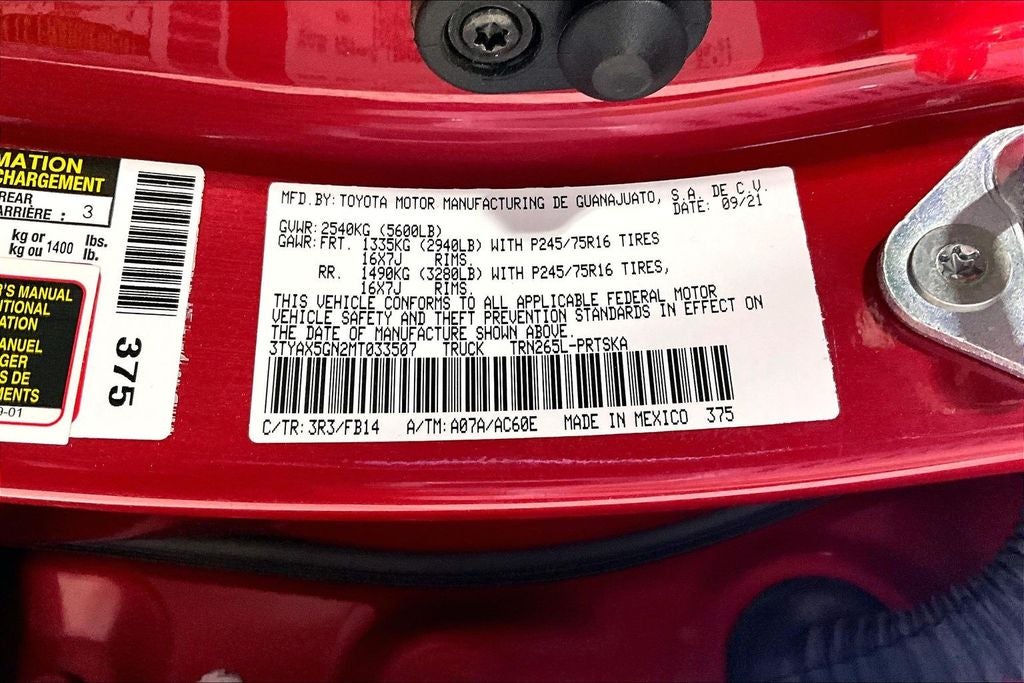 MATION
CHARGEMENT
REAR
ARRIÈRE : 3
kg or 1400 lbs.
kg ou lb.
'S MANUAL
ITIONAL
ATION
ANUEL
GER
S DE
MENTS
9-01
375
MFD.BY:TOYOTA MOTOR MANUFACTURING DE GUANAJUATO, S.A. DE C.V.
DATE: 09/21
GVWR:2540KG (5600LB)
GAWR:FRT. 1335KG (2940LB) WITH P245/75R16 TIRES
16X7J RIMS.
RR. 1490KG (3280LB) WITH P245/75R16 TIRES,
16X7J RIMS.
THIS VEHICLE CONFORMS TO ALL APPLICABLE FEDERAL MOTOR
VEHICLE SAFETY AND THEFT PREVENTION STANDARDS IN EFFECT ON
THE DATE OF MANUFACTURE SHOWN ABOVE.
3TYAX5GN2MT033507 TRUCK TRN265L-PRTSKA
C/TR:3R3/FB14 A/TM:A07A/AC60E MADE IN MEXICO 375